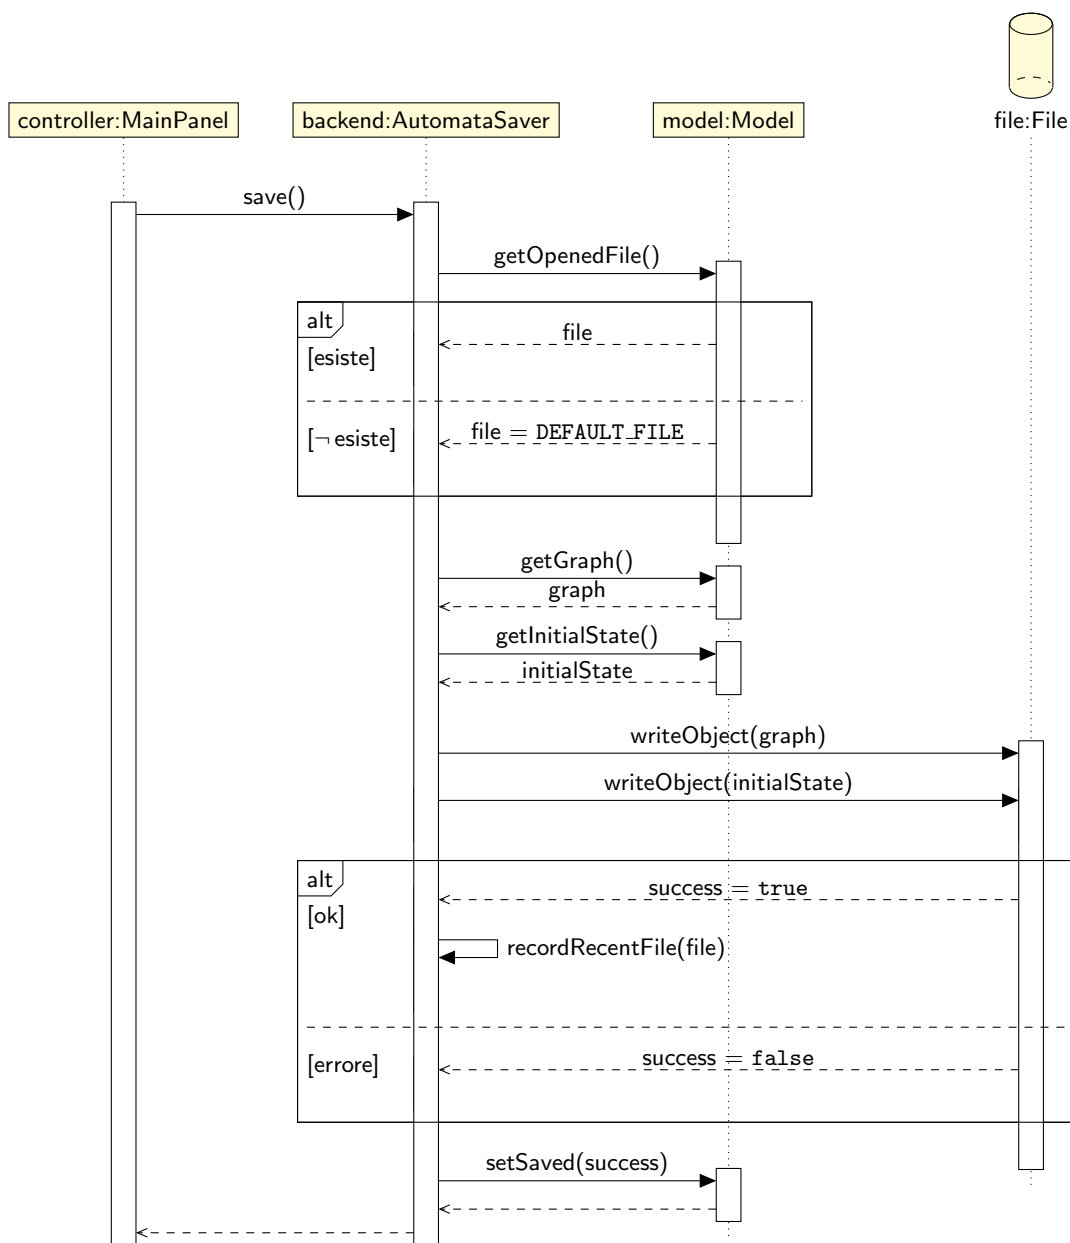 controller:MainPanel
backend:AutomataSaver
model:Model
file:File
save()
getOpenedFile()
alt
file
[esiste]
[¬ esiste]
file = DEFAULT_FILE
getGraph()
graph
getInitialState()
initialState
writeObject(graph)
writeObject(initialState)
alt
success = true
[ok]
recordRecentFile(file)
[errore]
success = false
setSaved(success)